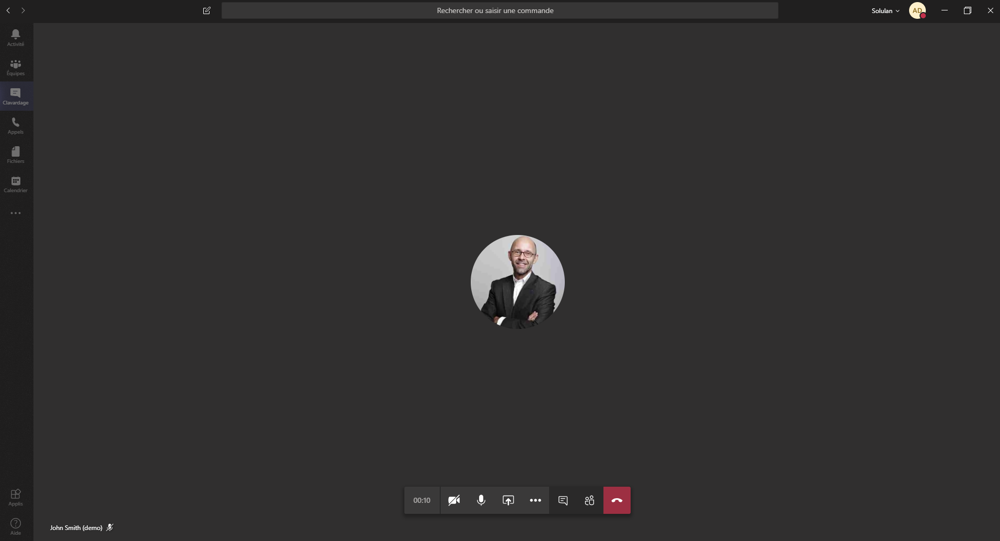 Rechercher ou saisir une commande
Solulan
AD
Activité
Équipes
Clavardage
Appels
Fichiers
Calendrier
00:10
Applis
John Smith (demo)
Aide